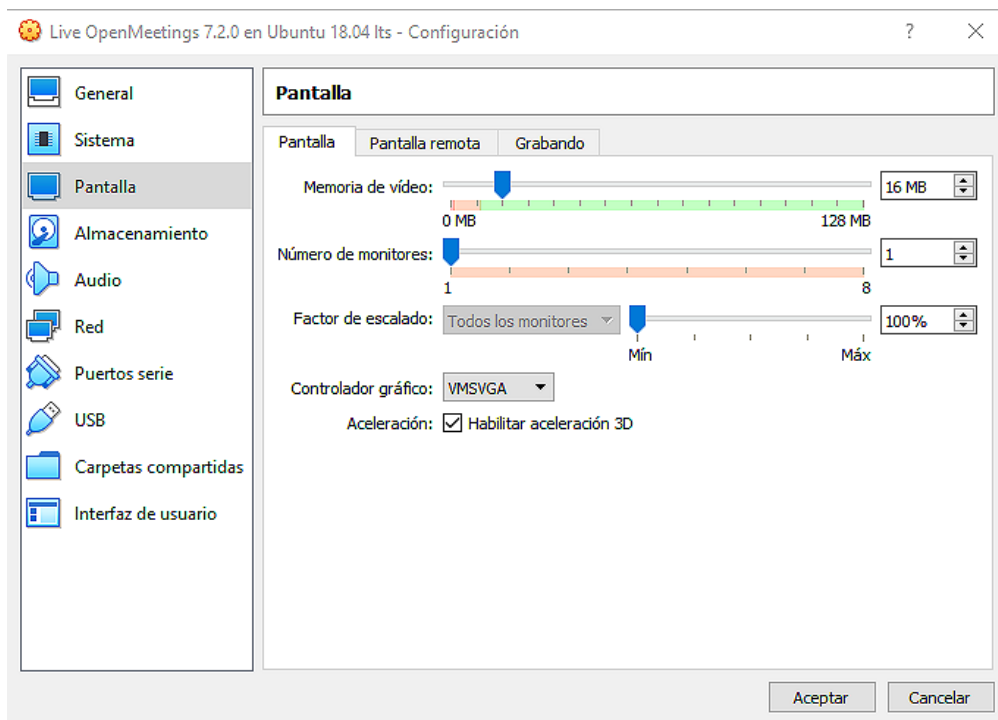 Live OpenMeetings 7.2.0 en Ubuntu 18.04 lts - Configuración
?
General
Sistema
Pantalla
Almacenamiento
Audio
Red
Puertos serie
USB
Carpetas compartidas
Interfaz de usuario
Pantalla
Pantalla Pantalla remota Grabando
Memoria de vídeo: 16 MB
0 MB 128 MB
Número de monitores: 1
1 8
Factor de escalado: Todos los monitores 100%
Mín Máx
Controlador gráfico: VMSVGA
Aceleración: Habilitar aceleración 3D
Aceptar Cancelar